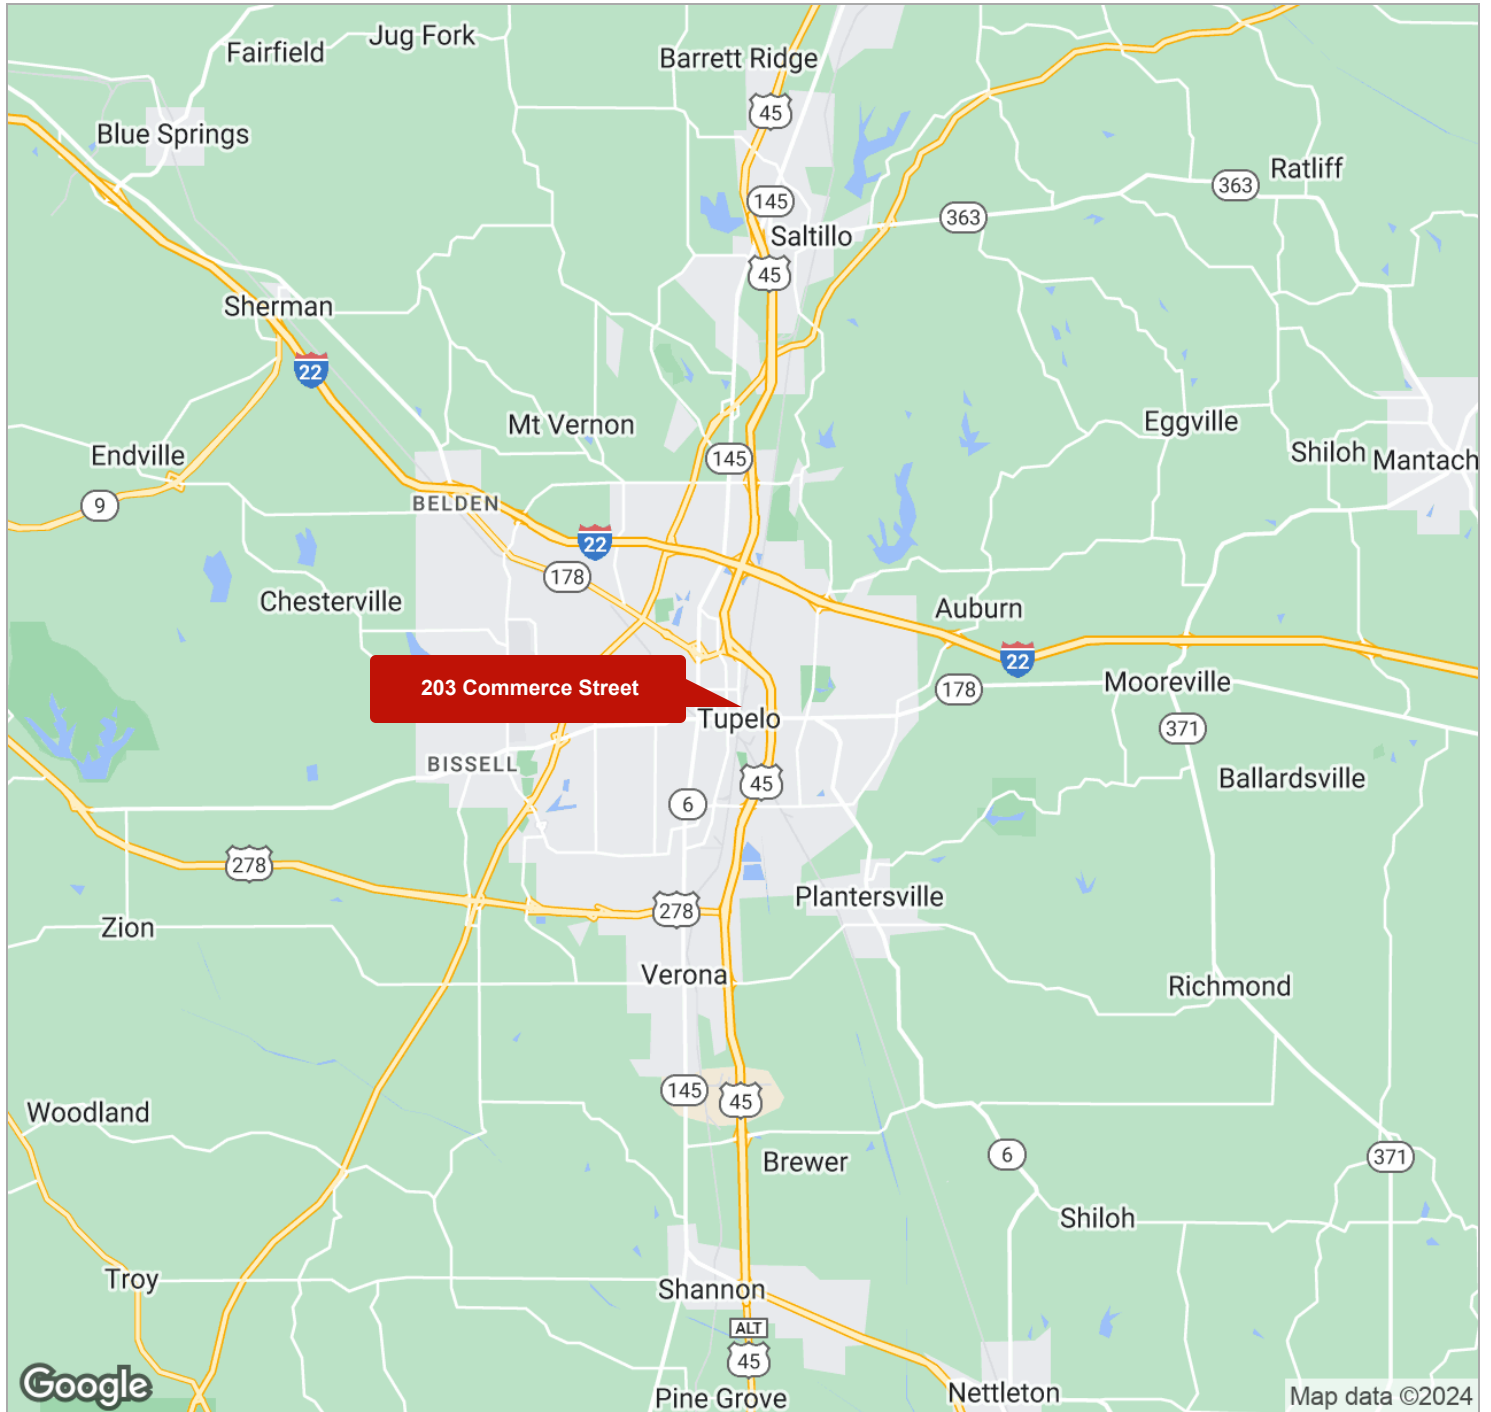 Jug Fork
Fairfield
Barrett Ridge
45
Blue Springs
Ratliff
363
145
363
Saltillo
45
Sherman
22
Eggville
Mt Vernon
Shiloh
Endville
145
Mantach
9
BELDEN
22
178
Chesterville
Auburn
22
Mooreville
203 Commerce Street
178
Tupelo
371
BISSELL
Ballardsville
45
6
278
Plantersville
278
Zion
Verona
Richmond
145
45
Woodland
6
371
Brewer
Shiloh
Troy
Shannon
ALT
45
Google
Pine Grove
Nettleton
Map data ©2024